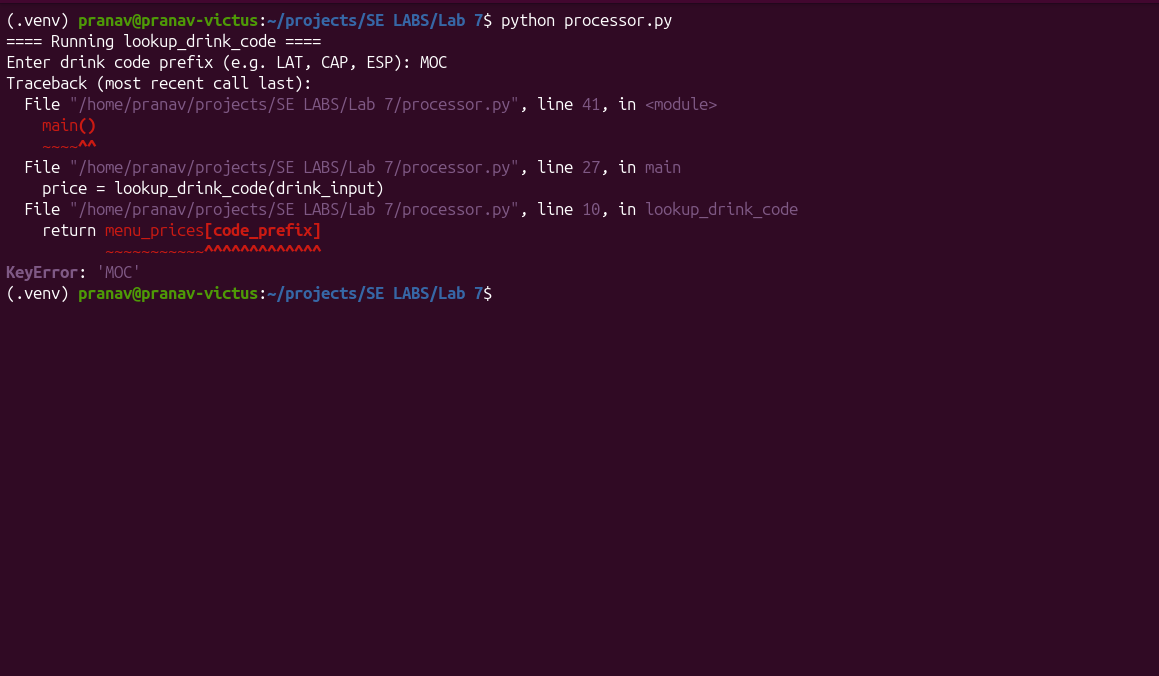 (.venv) pranav@pranav-victus:~/projects/SE LABS/Lab 7$ python processor.py
==== Running lookup_drink_code ====
Enter drink code prefix (e.g. LAT, CAP, ESP): MOC
Traceback (most recent call last):
  File "/home/pranav/projects/SE LABS/Lab 7/processor.py", line 41, in <module>
    main()
    ~~~~^^
  File "/home/pranav/projects/SE LABS/Lab 7/processor.py", line 27, in main
    price = lookup_drink_code(drink_input)
  File "/home/pranav/projects/SE LABS/Lab 7/processor.py", line 10, in lookup_drink_code
    return menu_prices[code_prefix]
           ~~~~~~~~~~~^^^^^^^^^^^^^
KeyError: 'MOC'
(.venv) pranav@pranav-victus:~/projects/SE LABS/Lab 7$